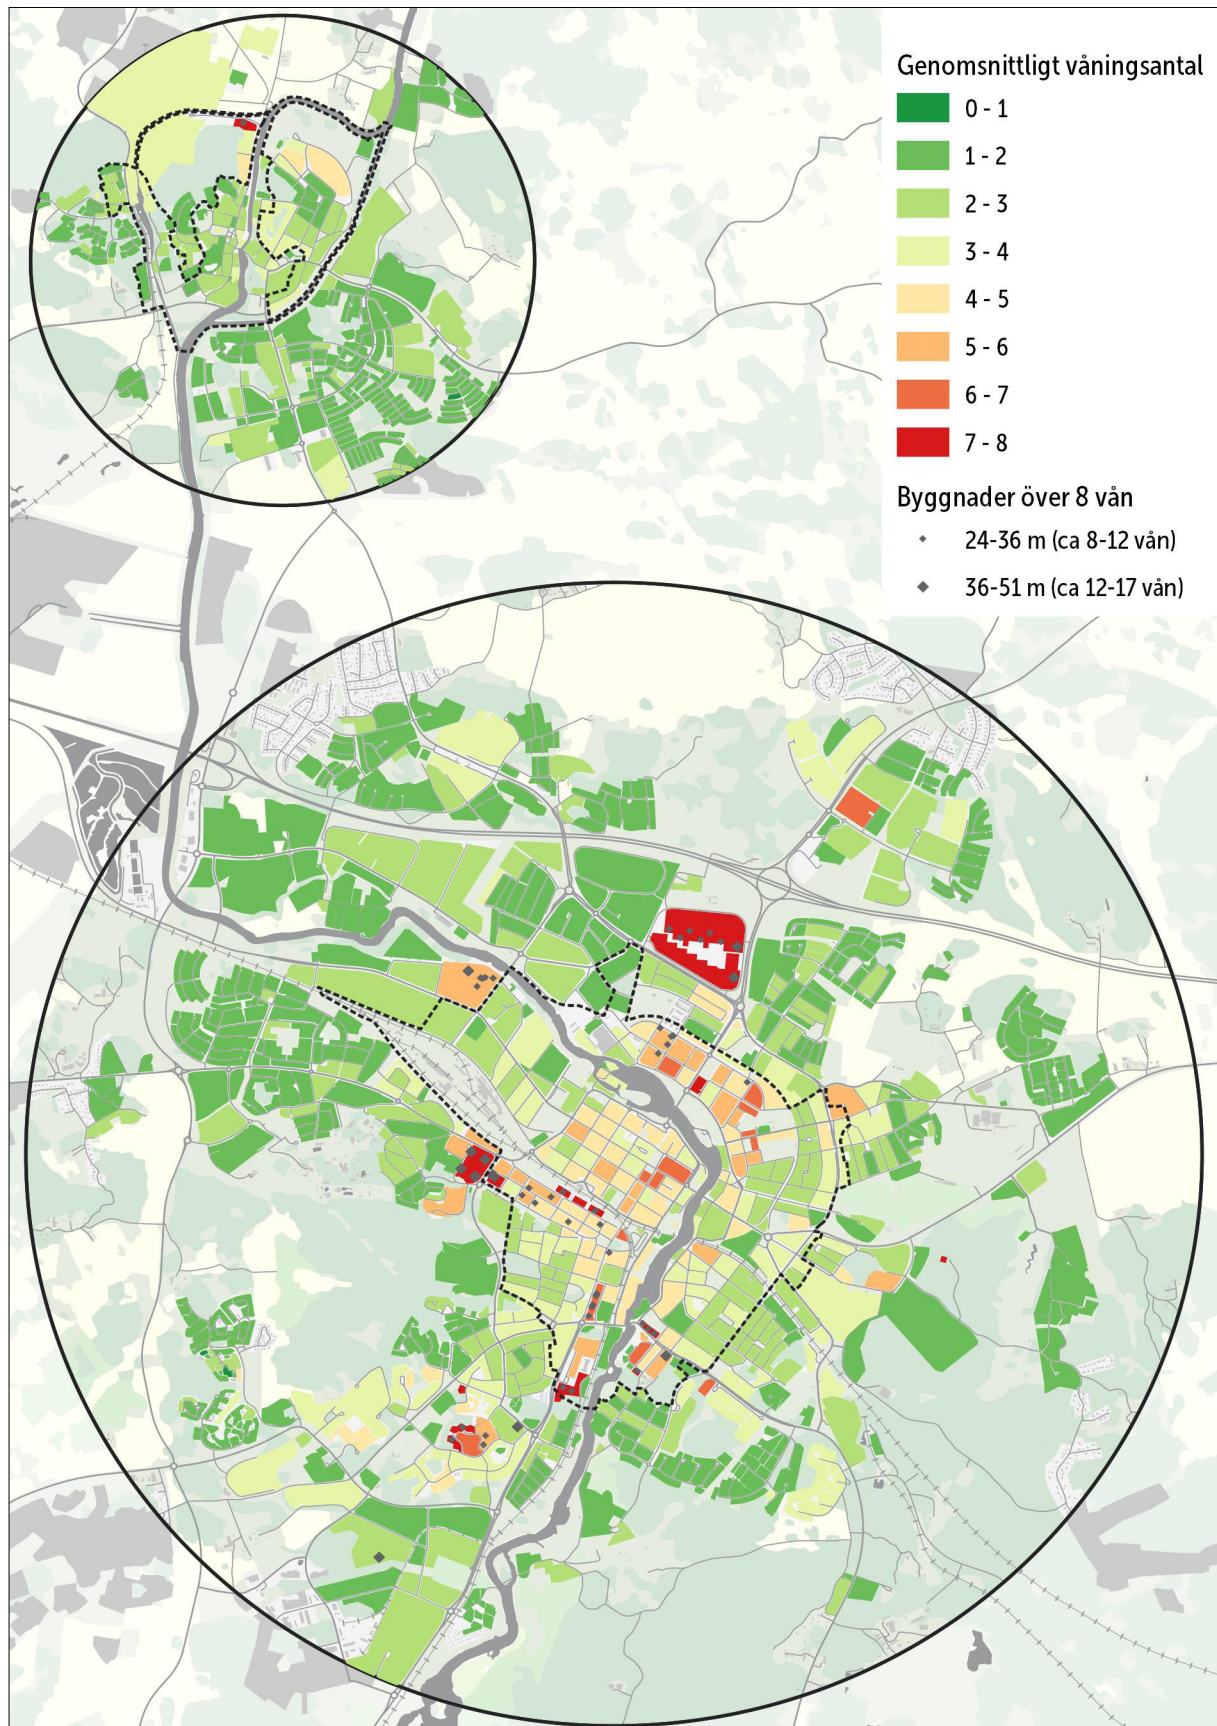 Genomsnittligt våningsantal
0 - 1
1 - 2
2 - 3
3 - 4
4 - 5
5 - 6
6 - 7
7 - 8
Byggnader över 8 vån
24-36 m (ca 8-12 vån)
36-51 m (ca 12-17 vån)